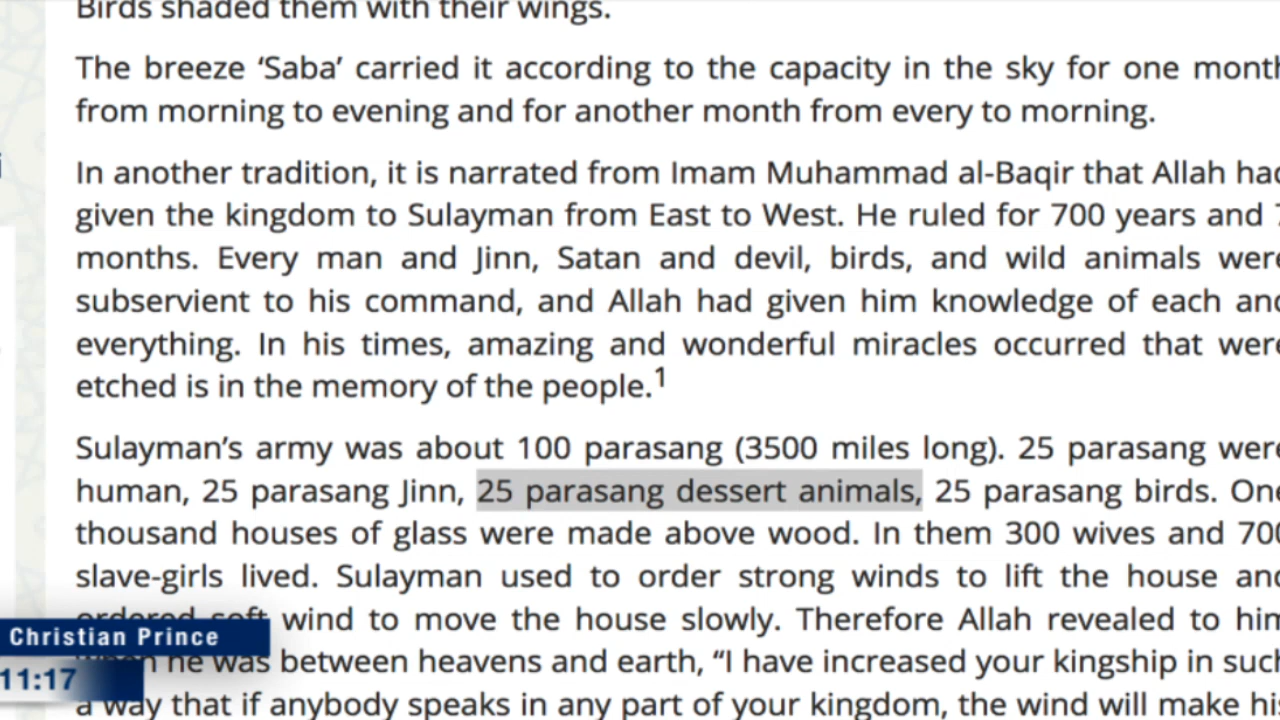 Birds shaded them with their wings.
The breeze ‘Saba’ carried it according to the capacity in the sky for one month
from morning to evening and for another month from every to morning.
In another tradition, it is narrated from Imam Muhammad al-Baqir that Allah had
given the kingdom to Sulayman from East to West. He ruled for 700 years and 7
months. Every man and Jinn, Satan and devil, birds, and wild animals were
subservient to his command, and Allah had given him knowledge of each and
everything. In his times, amazing and wonderful miracles occurred that were
etched is in the memory of the people.1
Sulayman’s army was about 100 parasang (3500 miles long). 25 parasang were
human, 25 parasang Jinn, 25 parasang dessert animals, 25 parasang birds. One
thousand houses of glass were made above wood. In them 300 wives and 700
slave-girls lived. Sulayman used to order strong winds to lift the house and
ordered soft wind to move the house slowly. Therefore Allah revealed to him
when he was between heavens and earth, “I have increased your kingship in such
a way that if anybody speaks in any part of your kingdom, the wind will make his
Christian Prince
11:17